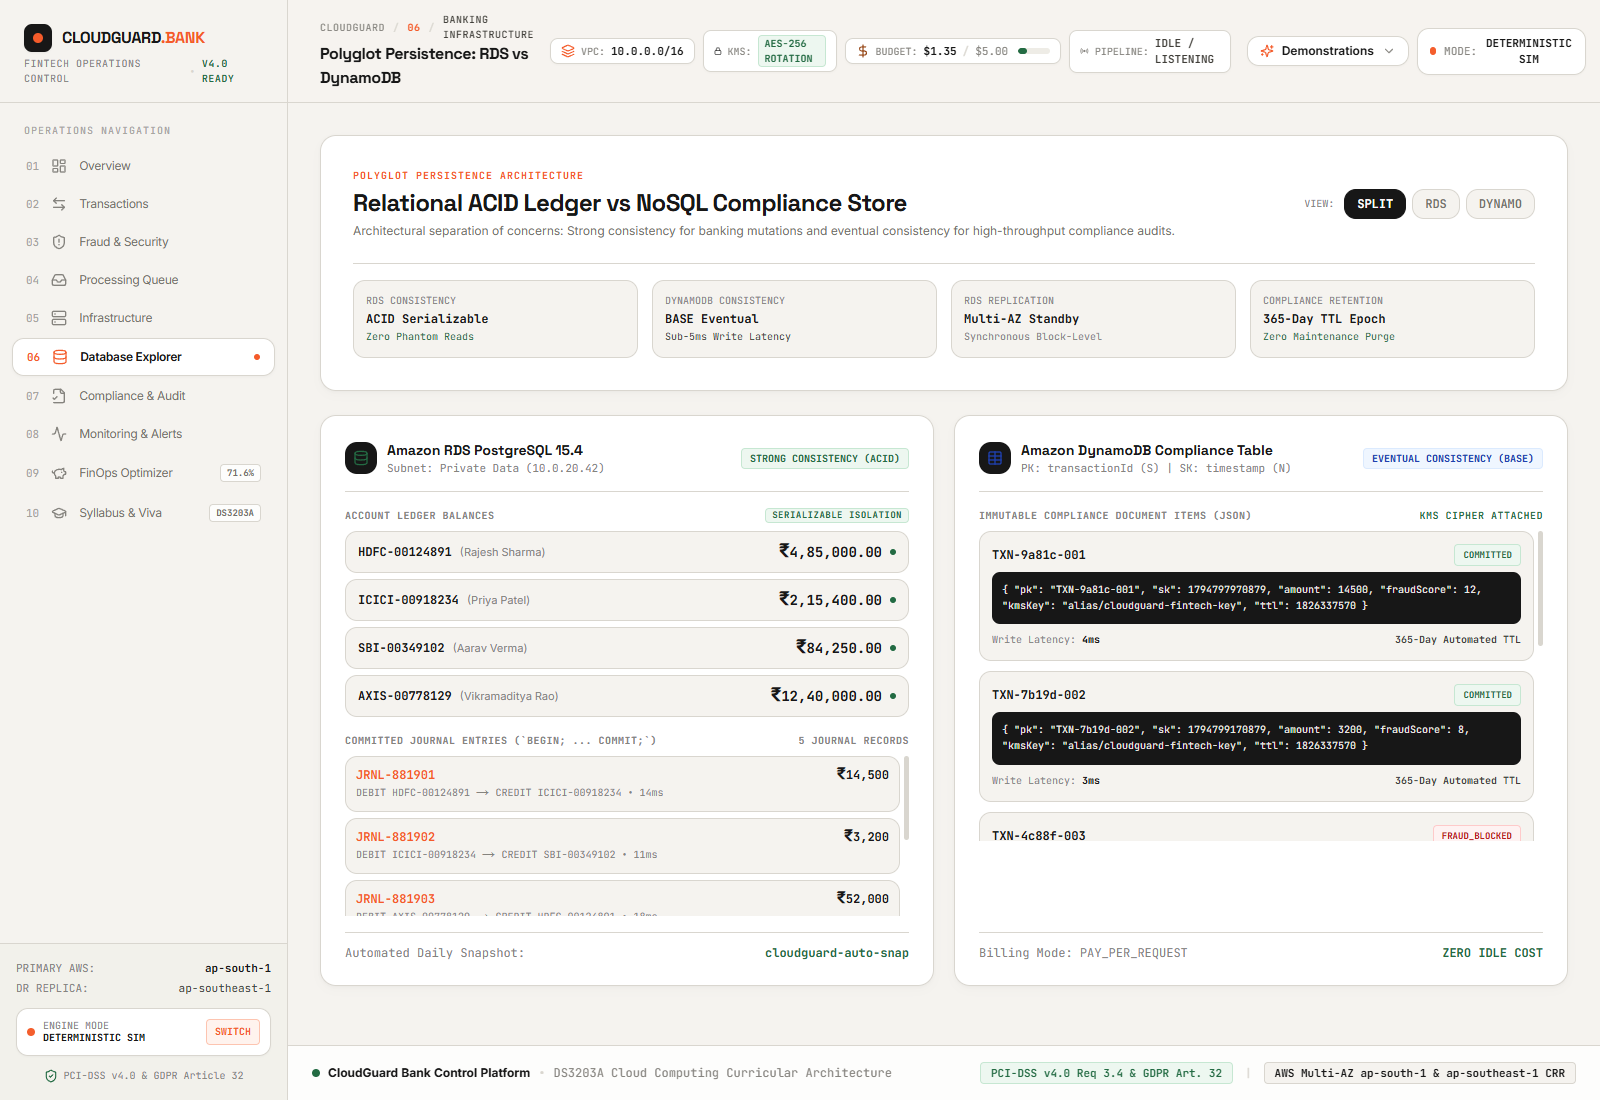 CLOUDGUARD.BANK
FINTECH OPERATIONS CONTROL
V4.0 READY
OPERATIONS NAVIGATION
01 Overview
02 Transactions
03 Fraud & Security
04 Processing Queue
05 Infrastructure
06 Database Explorer
07 Compliance & Audit
08 Monitoring & Alerts
09 FinOps Optimizer 71.6%
10 Syllabus & Viva DS3203A
PRIMARY AWS: ap-south-1
DR REPLICA: ap-southeast-1
ENGINE MODE
DETERMINISTIC SIM
SWITCH
PCI-DSS v4.0 & GDPR Article 32
CLOUDGUARD / 06 / BANKING INFRASTRUCTURE
Polyglot Persistence: RDS vs
DynamoDB
VPC: 10.0.0.0/16
KMS: AES-256 ROTATION
BUDGET: $1.35 / $5.00
PIPELINE: IDLE / LISTENING
Demonstrations
MODE: DETERMINISTIC SIM
POLYGLOT PERSISTENCE ARCHITECTURE
Relational ACID Ledger vs NoSQL Compliance Store
Architectural separation of concerns: Strong consistency for banking mutations and eventual consistency for high-throughput compliance audits.
VIEW: SPLIT RDS DYNAMO
RDS CONSISTENCY
ACID Serializable
Zero Phantom Reads
DYNAMODB CONSISTENCY
BASE Eventual
Sub-5ms Write Latency
RDS REPLICATION
Multi-AZ Standby
Synchronous Block-Level
COMPLIANCE RETENTION
365-Day TTL Epoch
Zero Maintenance Purge
Amazon RDS PostgreSQL 15.4
Subnet: Private Data (10.0.20.42)
STRONG CONSISTENCY (ACID)
ACCOUNT LEDGER BALANCES
SERIALIZABLE ISOLATION
HDFC-00124891 (Rajesh Sharma) ₹4,85,000.00
ICICI-00918234 (Priya Patel) ₹2,15,400.00
SBI-00349102 (Aarav Verma) ₹84,250.00
AXIS-00778129 (Vikramaditya Rao) ₹12,40,000.00
COMMITTED JOURNAL ENTRIES (`BEGIN; ... COMMIT;`)
5 JOURNAL RECORDS
JRNL-881901 ₹14,500
DEBIT HDFC-00124891 → CREDIT ICICI-00918234 • 14ms
JRNL-881902 ₹3,200
DEBIT ICICI-00918234 → CREDIT SBI-00349102 • 11ms
JRNL-881903 ₹52,000
DEBIT AXIS-00778129 → CREDIT HDFC-00124891 • 18ms
Automated Daily Snapshot: cloudguard-auto-snap
Amazon DynamoDB Compliance Table
PK: transactionId (S) | SK: timestamp (N)
EVENTUAL CONSISTENCY (BASE)
IMMUTABLE COMPLIANCE DOCUMENT ITEMS (JSON)
KMS CIPHER ATTACHED
TXN-9a81c-001 COMMITTED
{ "pk": "TXN-9a81c-001", "sk": 1794797970879, "amount": 14500, "fraudScore": 12,
"kmsKey": "alias/cloudguard-fintech-key", "ttl": 1826337570 }
Write Latency: 4ms 365-Day Automated TTL
TXN-7b19d-002 COMMITTED
{ "pk": "TXN-7b19d-002", "sk": 1794799170879, "amount": 3200, "fraudScore": 8,
"kmsKey": "alias/cloudguard-fintech-key", "ttl": 1826337570 }
Write Latency: 3ms 365-Day Automated TTL
TXN-4c88f-003 FRAUD_BLOCKED
Billing Mode: PAY_PER_REQUEST ZERO IDLE COST
CloudGuard Bank Control Platform • DS3203A Cloud Computing Curricular Architecture
PCI-DSS v4.0 Req 3.4 & GDPR Art. 32 | AWS Multi-AZ ap-south-1 & ap-southeast-1 CRR